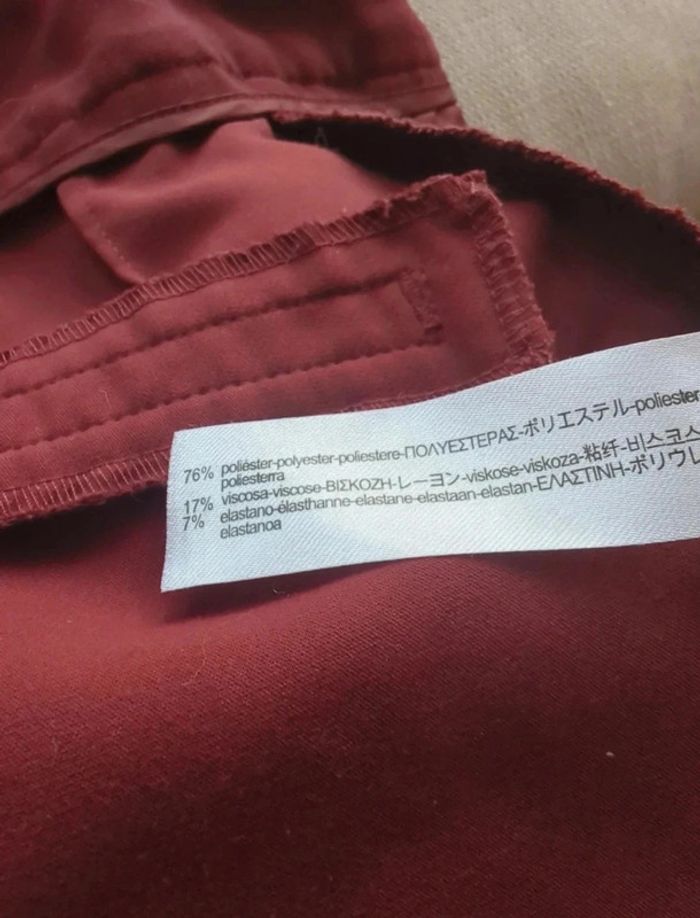 76% poliéster-polyester-poliestere-ΠΟΛΥΕΣΤΕΡΑΣ-ポリエステル-poliester
poliesterra
17% viscosa-viscose-ΒΙΣΚΟΖΗ-レーヨン-viskose-viskoza-粘纤-비스코스
7% elastano-élasthanne-elastane-elastaan-elastan-ΕΛΑΣΤΙΝΗ-ポリウレ
elastanoa